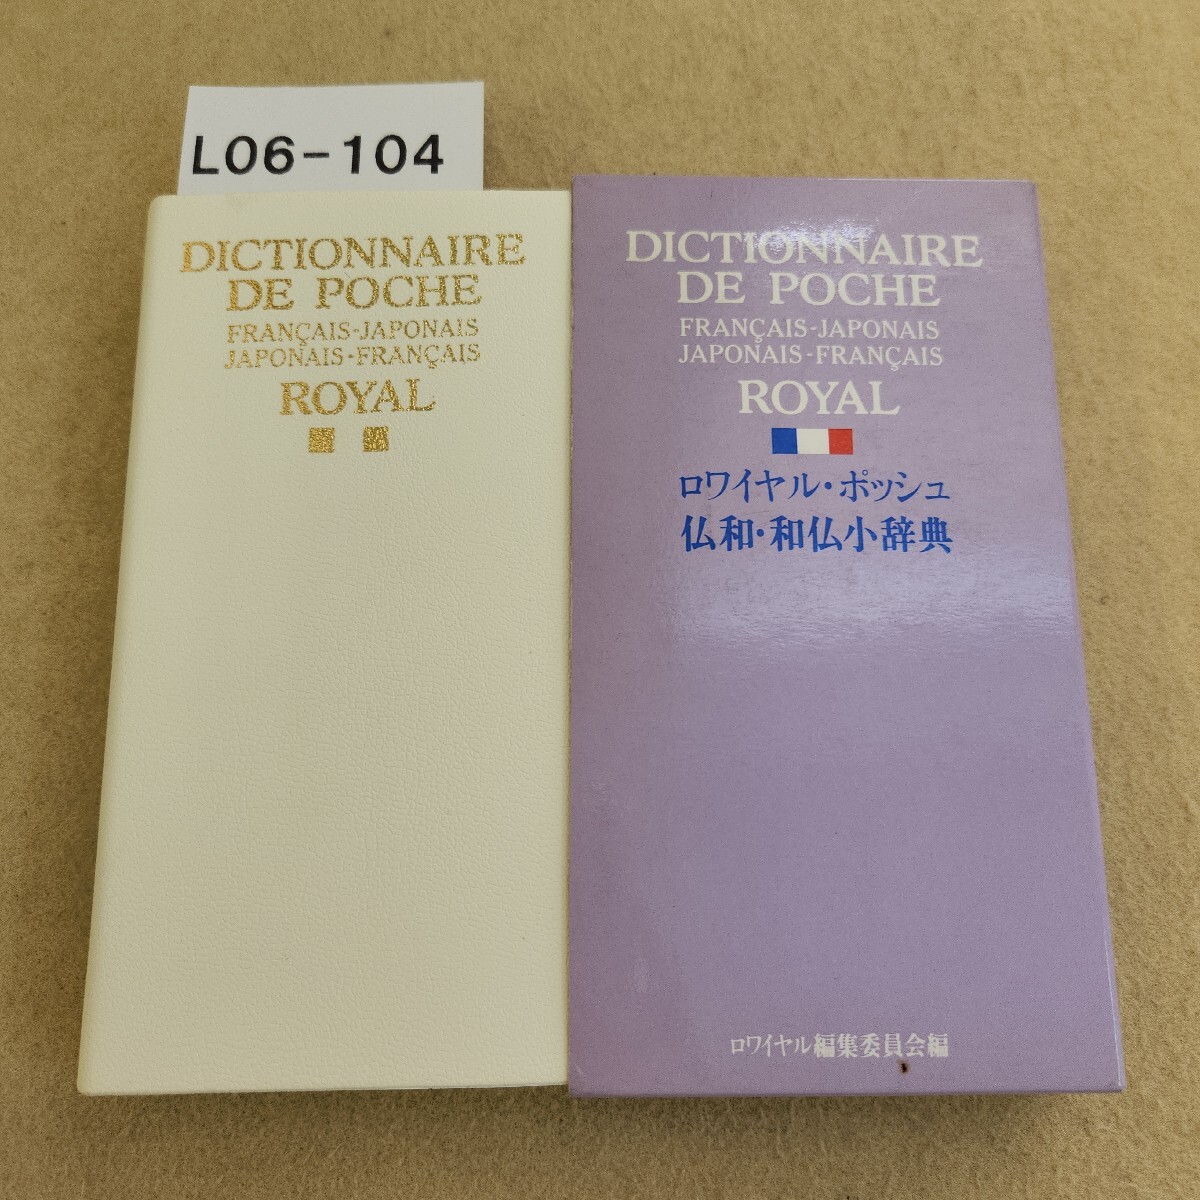 L06-104
DICTIONNAIRE
DE POCHE
FRANÇAIS-JAPONAIS
JAPONAIS-FRANÇAIS
ROYAL
DICTIONNAIRE
DE POCHE
FRANÇAIS-JAPONAIS
JAPONAIS-FRANÇAIS
ROYAL
ロワイヤル・ポッシュ
仏和・和仏小辞典
ロワイヤル編集委員会編